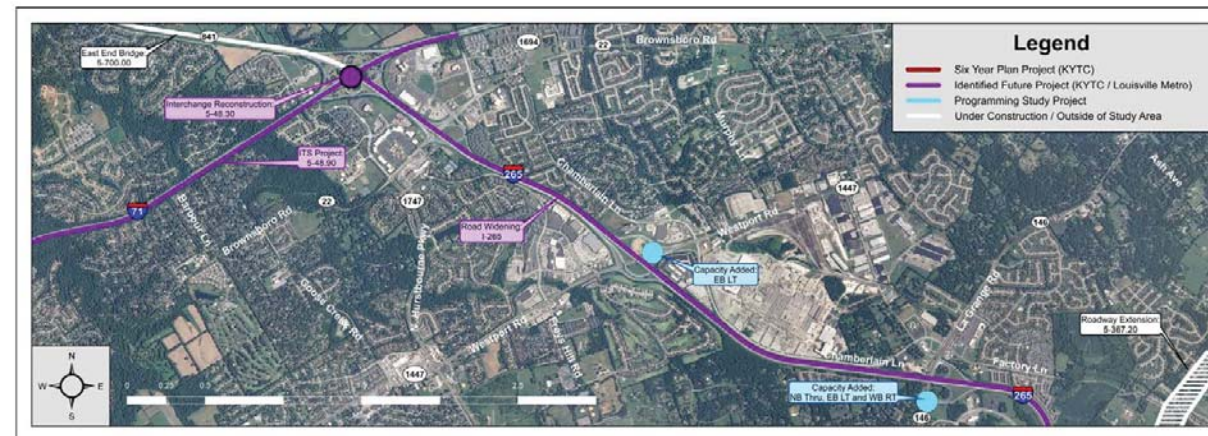 East End Bridge:
5-700.00
841
Interchange Reconstruction:
5-48.30
ITS Project:
5-48.90
71
Barbour Ln
Brownsboro Rd
22
Goose Creek Rd
1747
Hurstbourne Pkwy
1694
22
Brownsboro Rd
Murphy Ln
265
Chamberlain Ln
Road Widening:
I-265
Westport Rd
1447
Capacity Added:
EB LT
Westport Rd
1447
146
La Grange Rd
Ash Ave
Roadway Extension:
5-367.20
Chamberlain Ln
Factory Ln
265
Capacity Added:
NB Thru, EB LT and WB RT
146
Legend
Six Year Plan Project (KYTC)
Identified Future Project (KYTC / Louisville Metro)
Programming Study Project
Under Construction / Outside of Study Area
N
W
E
S
0
0.25
0.5
1